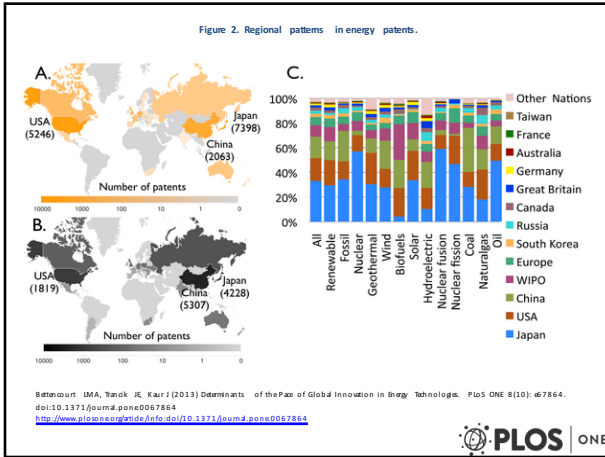 Figure 2. Regional patterns in energy patents.
A.
USA
(5246)
Japan
(7398)
China
(2063)
Number of patents
10000 1000 100 10 0
B.
USA
(1819)
Japan
(4228)
China
(5307)
Number of patents
10000 1000 100 10 0
C.
100%
80%
60%
40%
20%
0%
All
Renewable
Fossil
Nuclear
Geothermal
Wind
Biofuels
Solar
Hydroelectric
Nuclear fusion
Nuclear fission
Coal
Naturalgas
Oil
Other Nations
Taiwan
France
Australia
Germany
Great Britain
Canada
Russia
South Korea
Europe
WIPO
China
USA
Japan
Bettencourt LMA, Trancik JE, Kaur J (2013) Determinants of the Pace of Global Innovation in Energy Technologies. PLoS ONE 8(10): e67864.
doi:10.1371/journal.pone.0067864
http://www.plosone.org/article/info:doi/10.1371/journal.pone.0067864
PLOS ONE